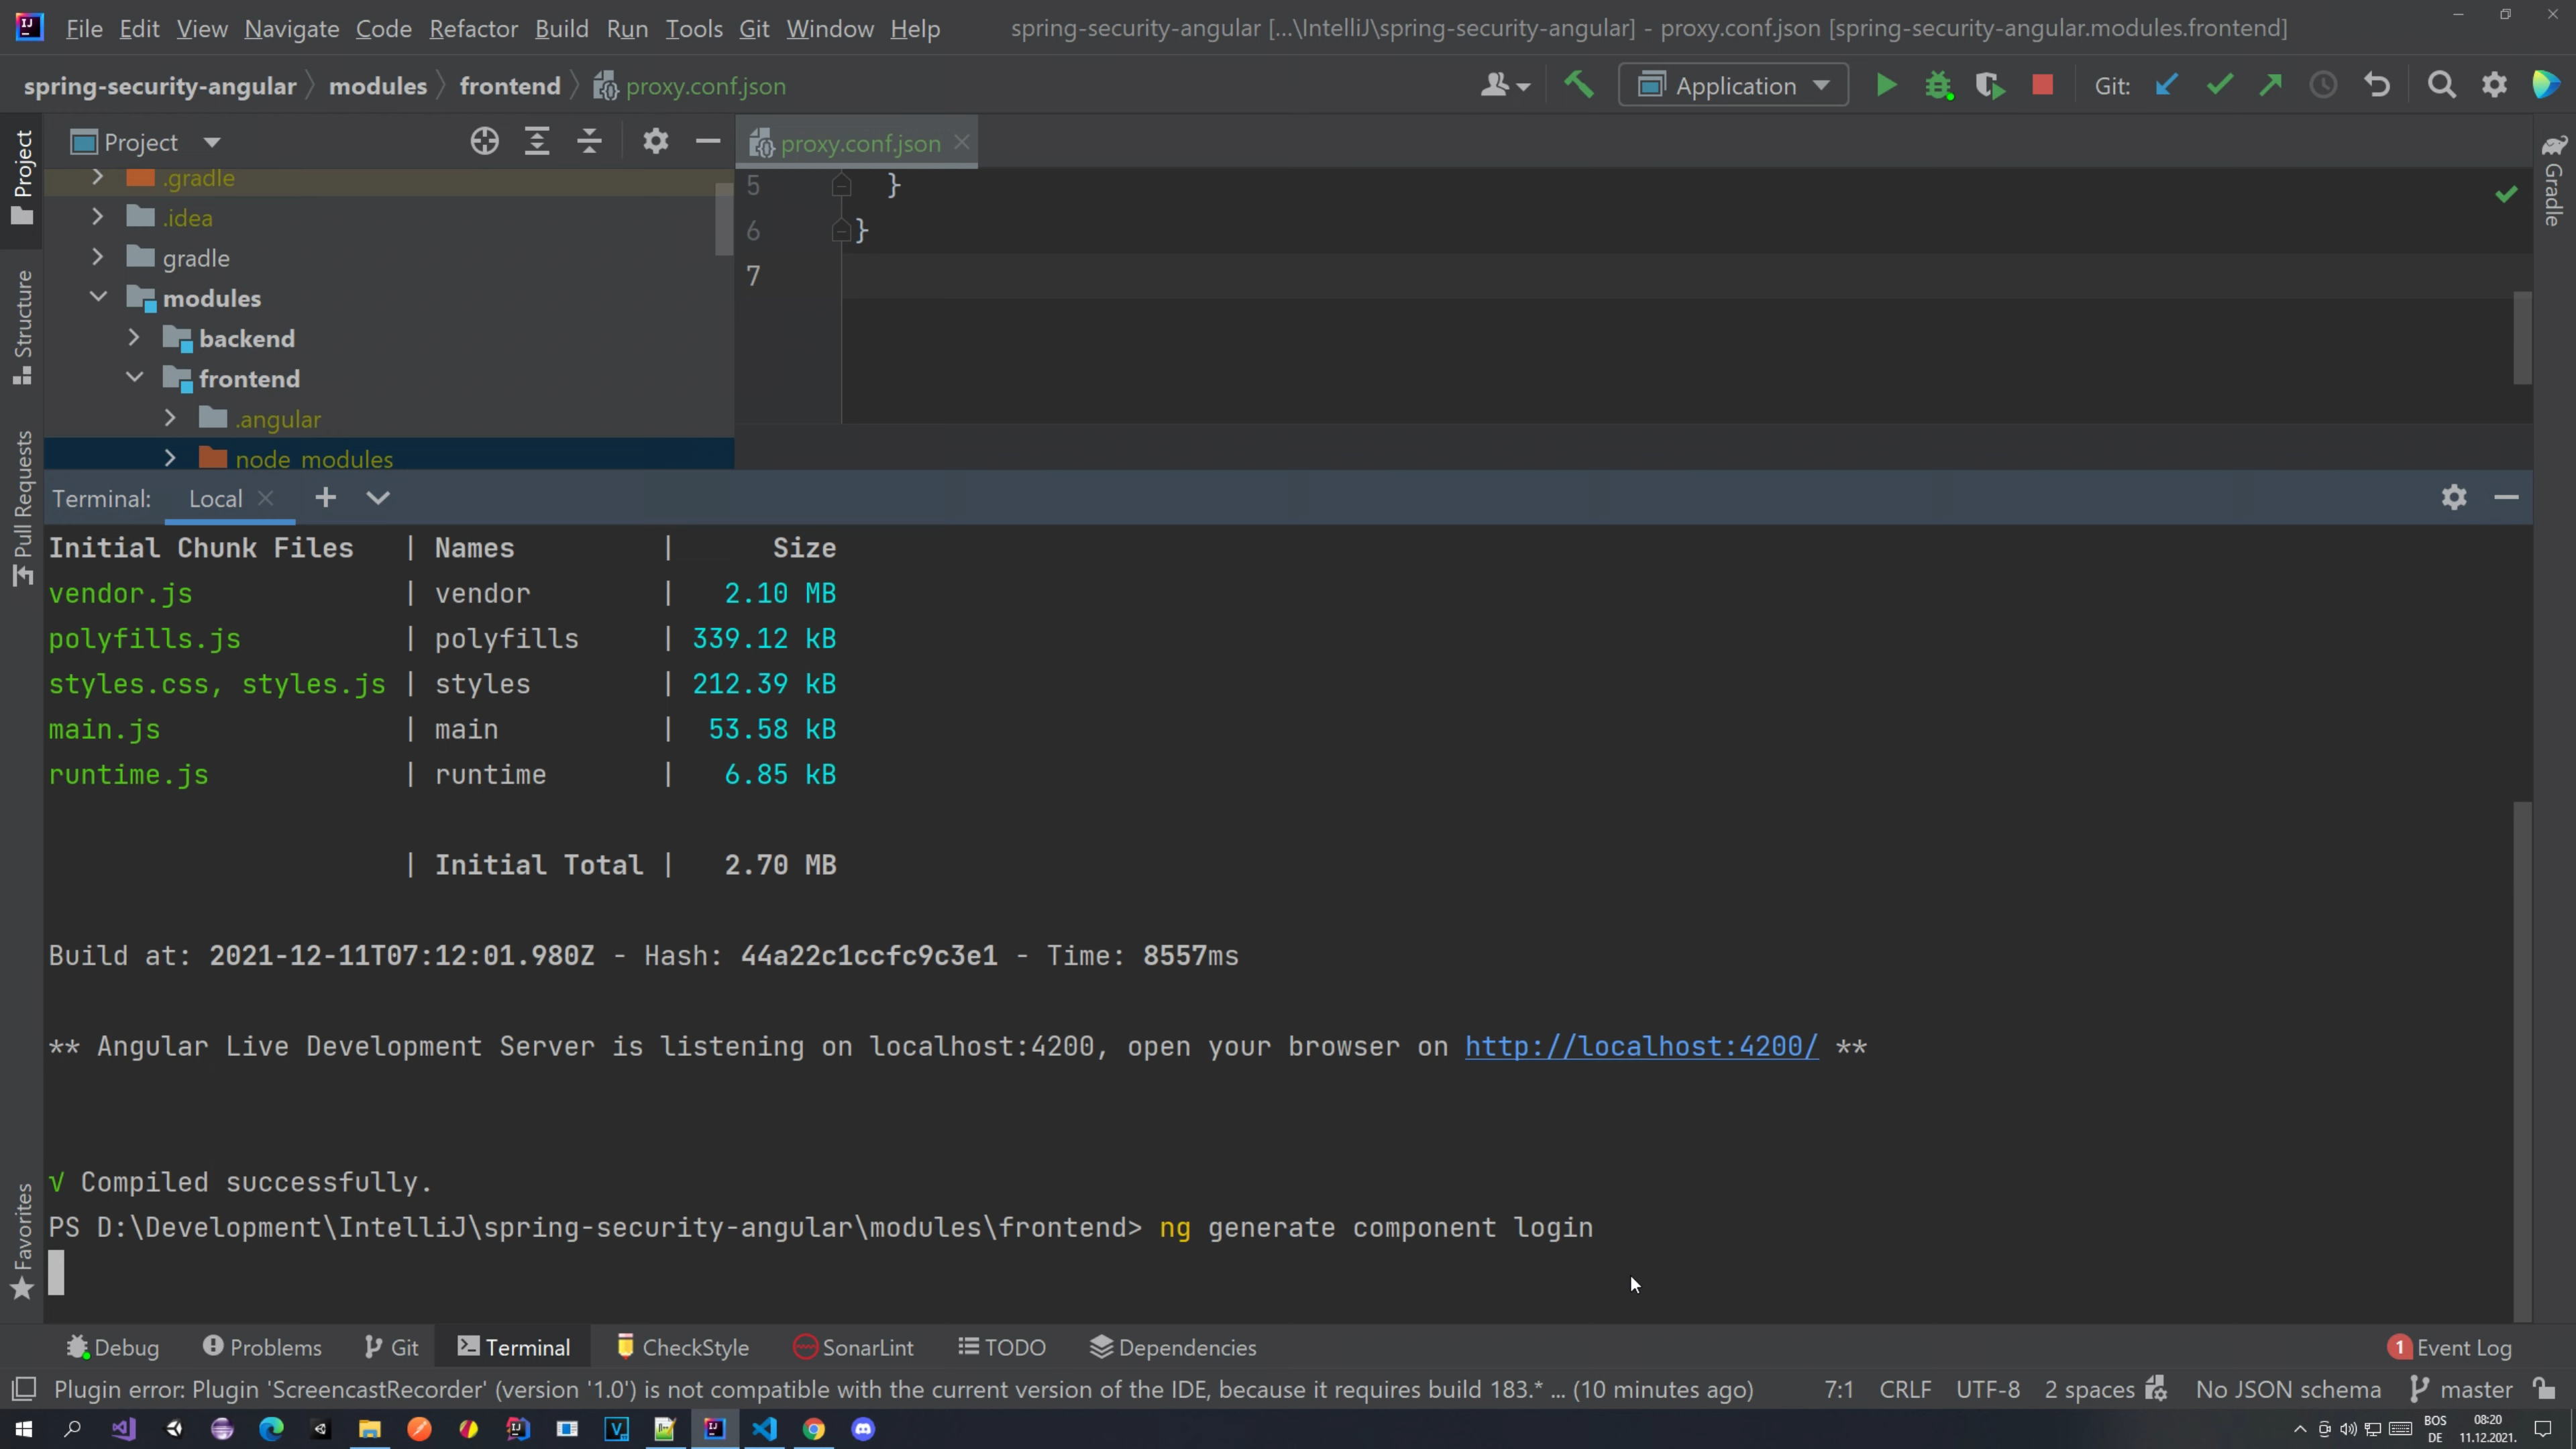 File Edit View Navigate Code Refactor Build Run Tools Git Window Help spring-security-angular [...\IntelliJ\spring-security-angular] - proxy.conf.json [spring-security-angular.modules.frontend]
spring-security-angular modules frontend proxy.conf.json Application Git:
Project
proxy.conf.json
.gradle
.idea
gradle
modules
backend
frontend
.angular
node_modules
5 }
6 }
7
Project
Structure
Pull Requests
Favorites
Gradle
Terminal: Local
Initial Chunk Files | Names | Size
vendor.js | vendor | 2.10 MB
polyfills.js | polyfills | 339.12 kB
styles.css, styles.js | styles | 212.39 kB
main.js | main | 53.58 kB
runtime.js | runtime | 6.85 kB
| Initial Total | 2.70 MB
Build at: 2021-12-11T07:12:01.980Z - Hash: 44a22c1ccfc9c3e1 - Time: 8557ms
** Angular Live Development Server is listening on localhost:4200, open your browser on http://localhost:4200/ **
√ Compiled successfully.
PS D:\Development\IntelliJ\spring-security-angular\modules\frontend> ng generate component login
Debug Problems Git Terminal CheckStyle SonarLint TODO Dependencies 1 Event Log
Plugin error: Plugin 'ScreencastRecorder' (version '1.0') is not compatible with the current version of the IDE, because it requires build 183.* ... (10 minutes ago) 7:1 CRLF UTF-8 2 spaces No JSON schema master
BOS 08:20
DE 11.12.2021.